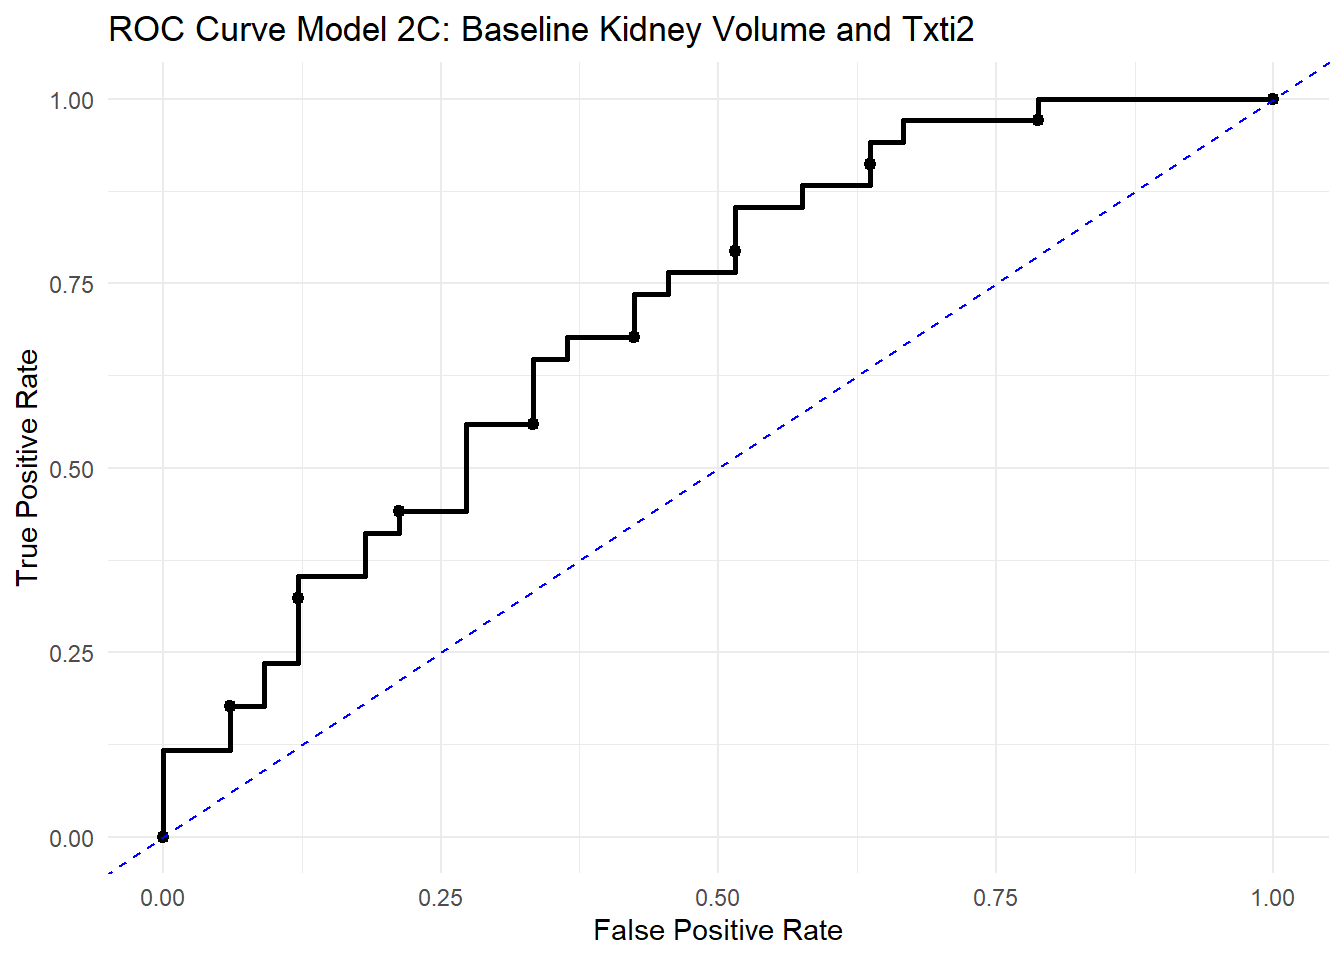 ROC Curve Model 2C: Baseline Kidney Volume and Txti2
1.00
0.75
0.50
0.25
0.00
True Positive Rate
0.00 0.25 0.50 0.75 1.00
False Positive Rate